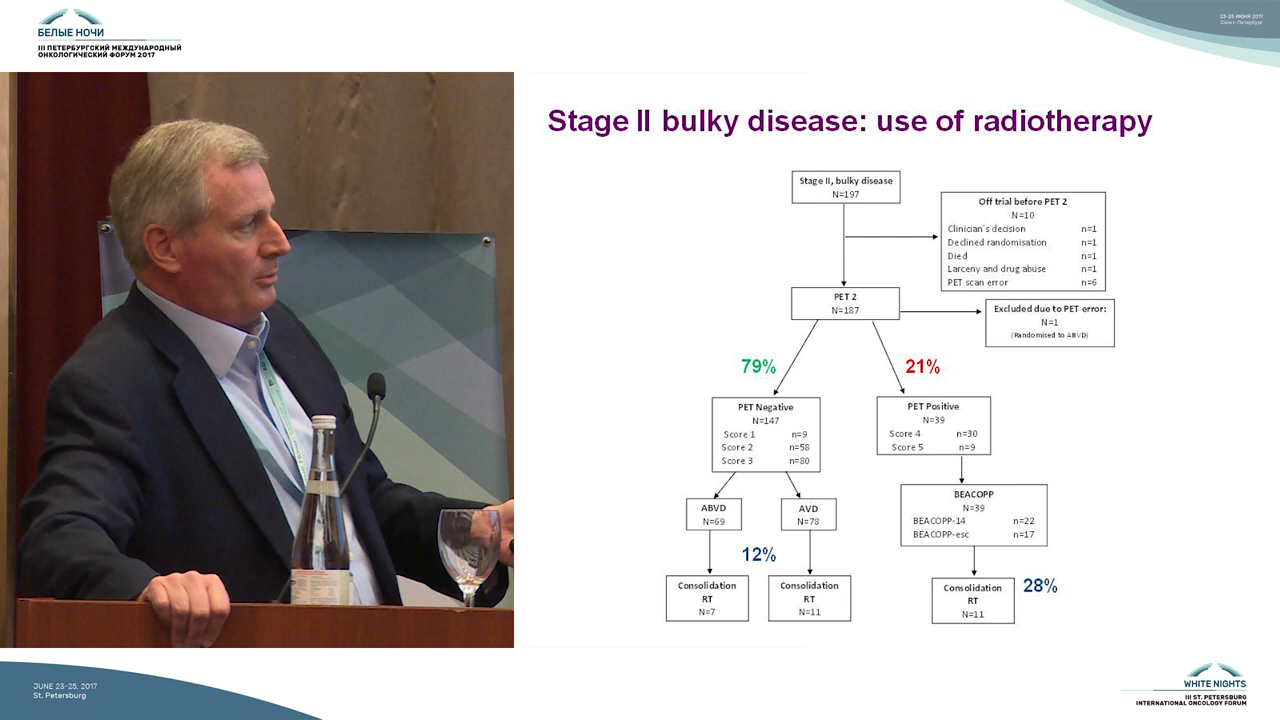 БЕЛЫЕ НОЧИ
III ПЕТЕРБУРГСКИЙ МЕЖДУНАРОДНЫЙ
ОНКОЛОГИЧЕСКИЙ ФОРУМ 2017
23-25 ИЮНЯ 2017
Санкт-Петербург
Stage II bulky disease: use of radiotherapy
Stage II, bulky disease
N=197
Off trial before PET 2
N=10
Clinician´s decision n=1
Declined randomisation n=1
Died n=1
Larceny and drug abuse n=1
PET scan error n=6
PET 2
N=187
Excluded due to PET error:
N=1
(Randomised to ABVD)
79%
21%
PET Negative
N=147
Score 1 n=9
Score 2 n=58
Score 3 n=80
PET Positive
N=39
Score 4 n=30
Score 5 n=9
ABVD
N=69
AVD
N=78
BEACOPP
N=39
BEACOPP-14 n=22
BEACOPP-esc n=17
12%
Consolidation
RT
N=7
Consolidation
RT
N=11
Consolidation
RT
N=11
28%
JUNE 23-25, 2017
St. Petersburg
WHITE NIGHTS
III ST. PETERSBURG
INTERNATIONAL ONCOLOGY FORUM